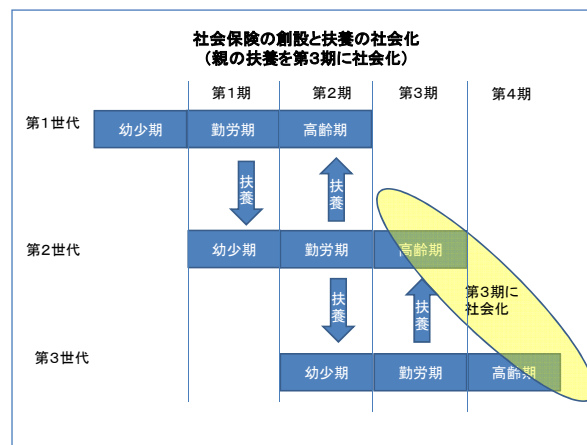 社会保険の創設と扶養の社会化
（親の扶養を第３期に社会化）
第１期
第２期
第３期
第４期
第１世代
幼少期
勤労期
高齢期
扶養
扶養
第２世代
幼少期
勤労期
高齢期
扶養
扶養
第３期に
社会化
第３世代
幼少期
勤労期
高齢期